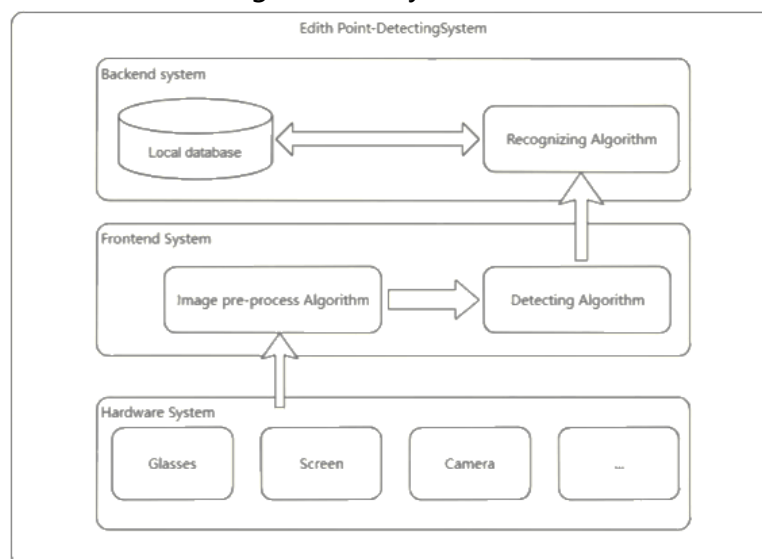 Edith Point-DetectingSystem
Backend system
Local database
Recognizing Algorithm
Frontend System
Image pre-process Algorithm
Detecting Algorithm
Hardware System
Glasses
Screen
Camera
...